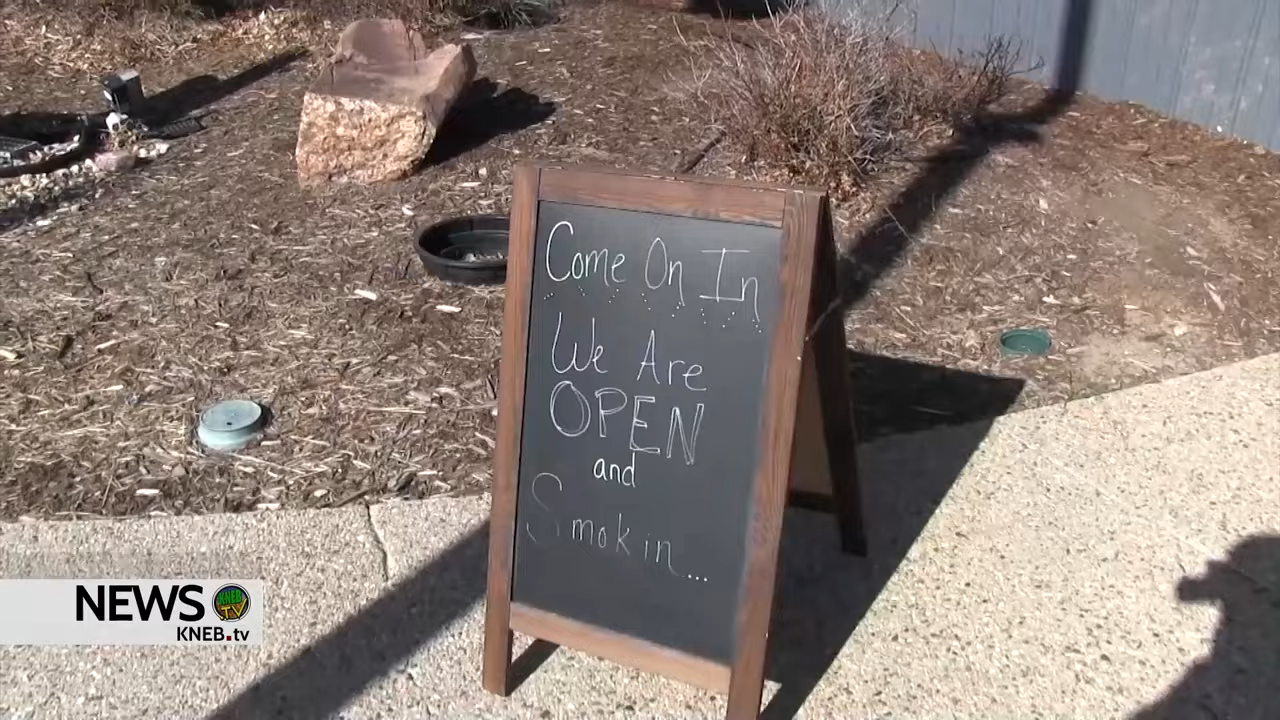 Come On In
We Are
OPEN
and
Smokin...
NEWS
KNEB
TV
KNEB.tv